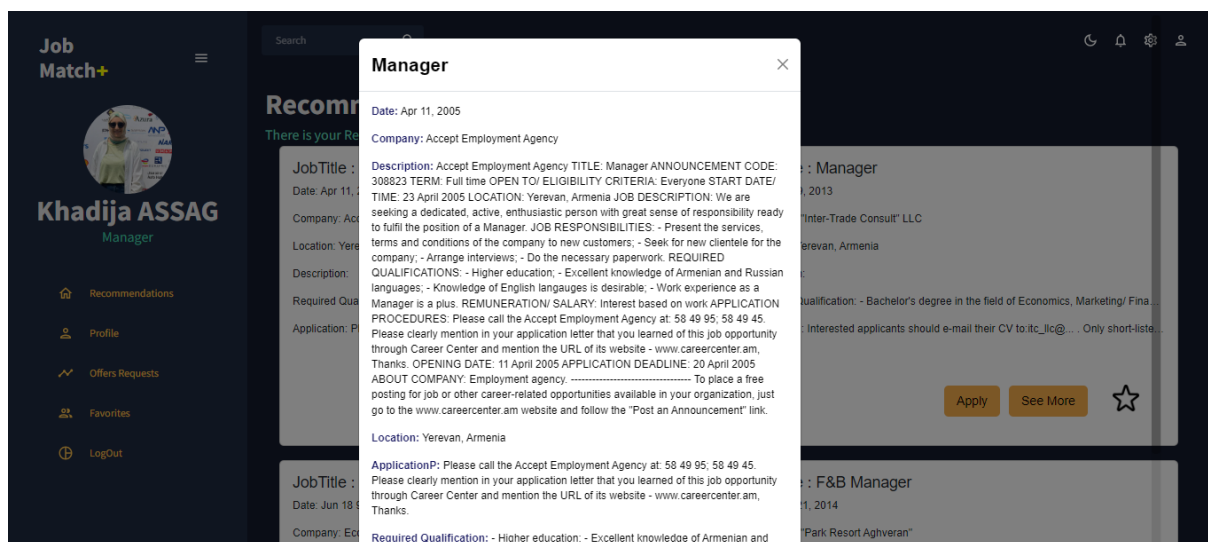 Job
Match+
Khadija ASSAG
Manager
Recommendations
Profile
Offers Requests
Favorites
LogOut
Search
There is your
JobTitle :
Date: Apr 11,
Company:
Location:
Description:
Required
Application:
JobTitle :
Date: Jun 18
Company:
Manager
Date: Apr 11, 2005
Company: Accept Employment Agency
Description: Accept Employment Agency TITLE: Manager ANNOUNCEMENT CODE:
308823 TERM: Full time OPEN TO/ ELIGIBILITY CRITERIA: Everyone START DATE/
TIME: 23 April 2005 LOCATION: Yerevan, Armenia JOB DESCRIPTION: We are
seeking a dedicated, active, enthusiastic person with great sense of responsibility ready
to fulfil the position of a Manager. JOB RESPONSIBILITIES: - Present the services,
terms and conditions of the company to new customers; - Seek for new clientele for the
company; - Arrange interviews; - Do the necessary paperwork. REQUIRED
QUALIFICATIONS: - Higher education; - Excellent knowledge of Armenian and Russian
languages; - Knowledge of English langauges is desirable; - Work experience as a
Manager is a plus. REMUNERATION/ SALARY: Interest based on work APPLICATION
PROCEDURES: Please call the Accept Employment Agency at: 58 49 95; 58 49 45.
Please clearly mention in your application letter that you learned of this job opportunity
through Career Center and mention the URL of its website - www.careercenter.am,
Thanks. OPENING DATE: 11 April 2005 APPLICATION DEADLINE: 20 April 2005
ABOUT COMPANY: Employment agency. ---------------------------------- To place a free
posting for job or other career-related opportunities available in your organization, just
go to the www.careercenter.am website and follow the "Post an Announcement" link.
Location: Yerevan, Armenia
ApplicationP: Please call the Accept Employment Agency at: 58 49 95; 58 49 45.
Please clearly mention in your application letter that you learned of this job opportunity
through Career Center and mention the URL of its website - www.careercenter.am,
Thanks.
Required Qualification: - Higher education; - Excellent knowledge of Armenian and
: Manager
, 2013
"Inter-Trade Consult" LLC
Yerevan, Armenia
Qualification: - Bachelor's degree in the field of Economics, Marketing/ Fina...
: Interested applicants should e-mail their CV to:itc_llc@... . Only short-liste...
Apply
See More
: F&B Manager
21, 2014
"Park Resort Aghveran"